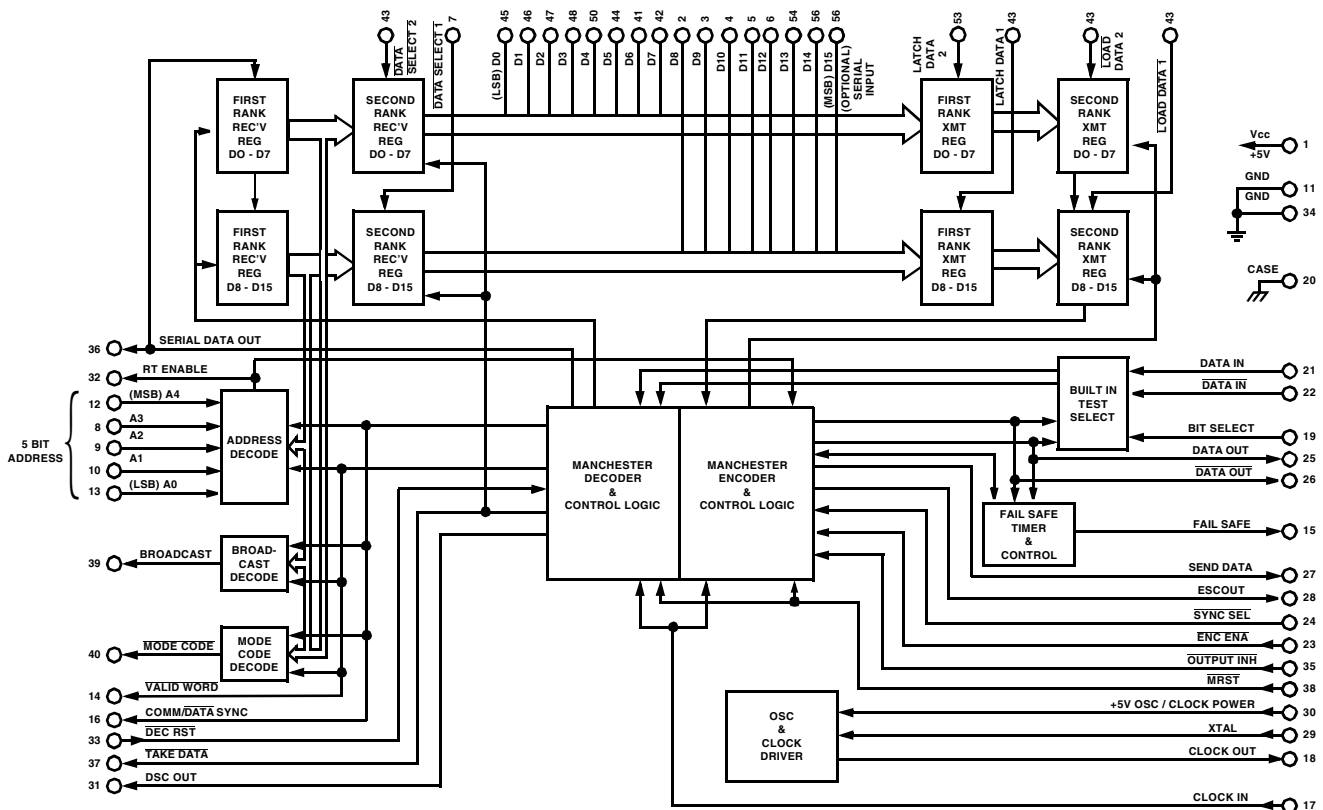 43
DATA
SELECT 2
7
DATA SELECT 1
45
46
47
48
50
44
41
42
2
3
4
5
6
54
56
56
(LSB) D0
D1
D2
D3
D4
D5
D6
D7
D8
D9
D10
D11
D12
D13
D14
(MSB) D15
(OPTIONAL)
SERIAL
INPUT
53
LATCH
DATA
2
43
LATCH DATA 1
43
LOAD
DATA 2
43
LOAD DATA 1
FIRST
RANK
REC'V
REG
DO - D7
SECOND
RANK
REC'V
REG
DO - D7
FIRST
RANK
XMT
REG
DO - D7
SECOND
RANK
XMT
REG
DO - D7
Vcc
+5V
1
GND
11
GND
34
CASE
20
FIRST
RANK
REC'V
REG
D8 - D15
SECOND
RANK
REC'V
REG
D8 - D15
FIRST
RANK
XMT
REG
D8 - D15
SECOND
RANK
XMT
REG
D8 - D15
36
SERIAL DATA OUT
32
RT ENABLE
5 BIT
ADDRESS
12
(MSB) A4
8
A3
9
A2
10
A1
13
(LSB) A0
ADDRESS
DECODE
39
BROADCAST
BROAD-
CAST
DECODE
40
MODE CODE
MODE
CODE
DECODE
14
VALID WORD
16
COMM/DATA SYNC
33
DEC RST
37
TAKE DATA
31
DSC OUT
MANCHESTER
DECODER
&
CONTROL LOGIC
MANCHESTER
ENCODER
&
CONTROL LOGIC
BUILT IN
TEST
SELECT
FAIL SAFE
TIMER
&
CONTROL
OSC
&
CLOCK
DRIVER
DATA IN
21
DATA IN
22
BIT SELECT
19
DATA OUT
25
DATA OUT
26
FAIL SAFE
15
SEND DATA
27
ESCOUT
28
SYNC SEL
24
ENC ENA
23
OUTPUT INH
35
MRST
38
+5V OSC / CLOCK POWER
30
XTAL
29
CLOCK OUT
18
CLOCK IN
17